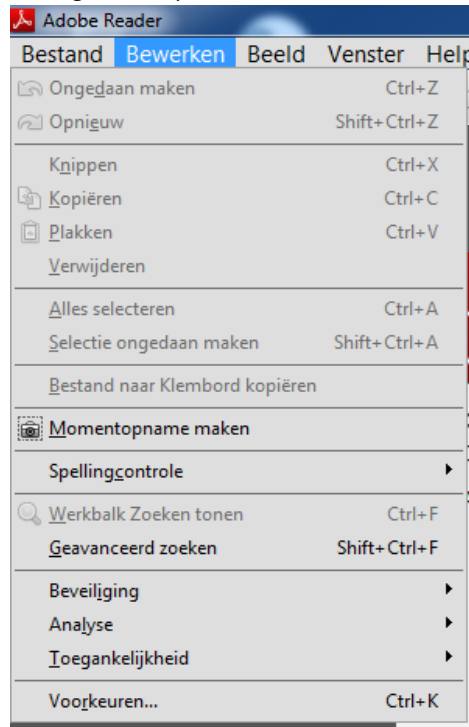 Adobe Reader
Bestand Bewerken Beeld Venster Help
Ongedaan maken Ctrl+Z
Opnieuw Shift+Ctrl+Z
Knippen Ctrl+X
Kopiëren Ctrl+C
Plakken Ctrl+V
Verwijderen
Alles selecteren Ctrl+A
Selectie ongedaan maken Shift+Ctrl+A
Bestand naar Klembord kopiëren
Momentopname maken
Spellingcontrole
Werkbalk Zoeken tonen Ctrl+F
Geavanceerd zoeken Shift+Ctrl+F
Beveiliging
Analyse
Toegankelijkheid
Voorkeuren... Ctrl+K